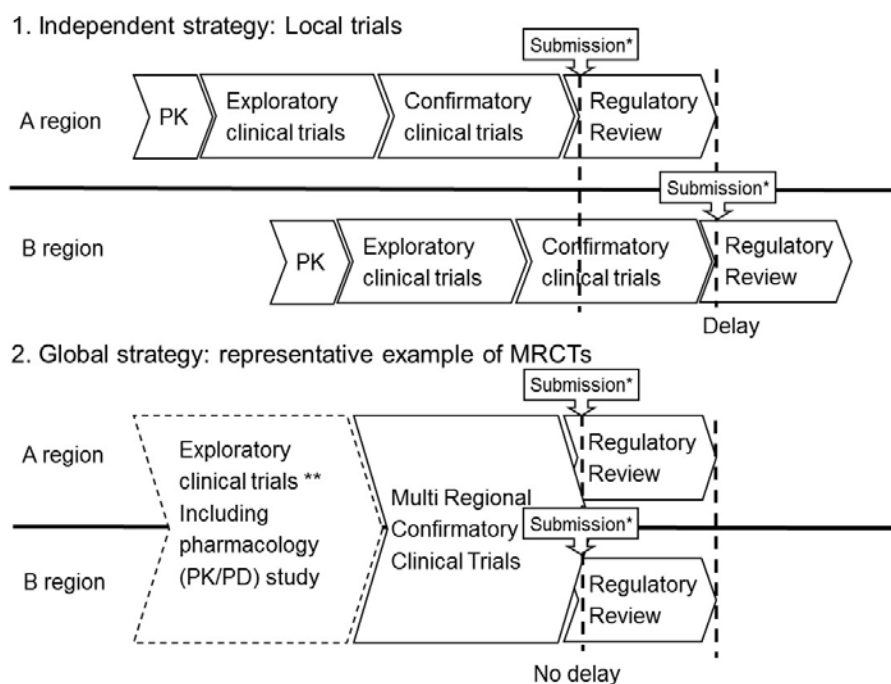 1. Independent strategy: Local trials
Submission*
A region
PK
Exploratory
clinical trials
Confirmatory
clinical trials
Regulatory
Review
Submission*
B region
PK
Exploratory
clinical trials
Confirmatory
clinical trials
Regulatory
Review
Delay
2. Global strategy: representative example of MRCTs
Submission*
A region
Exploratory
clinical trials **
Including
pharmacology
(PK/PD) study
Multi Regional
Confirmatory
Clinical Trials
Regulatory
Review
Submission*
B region
Regulatory
Review
No delay